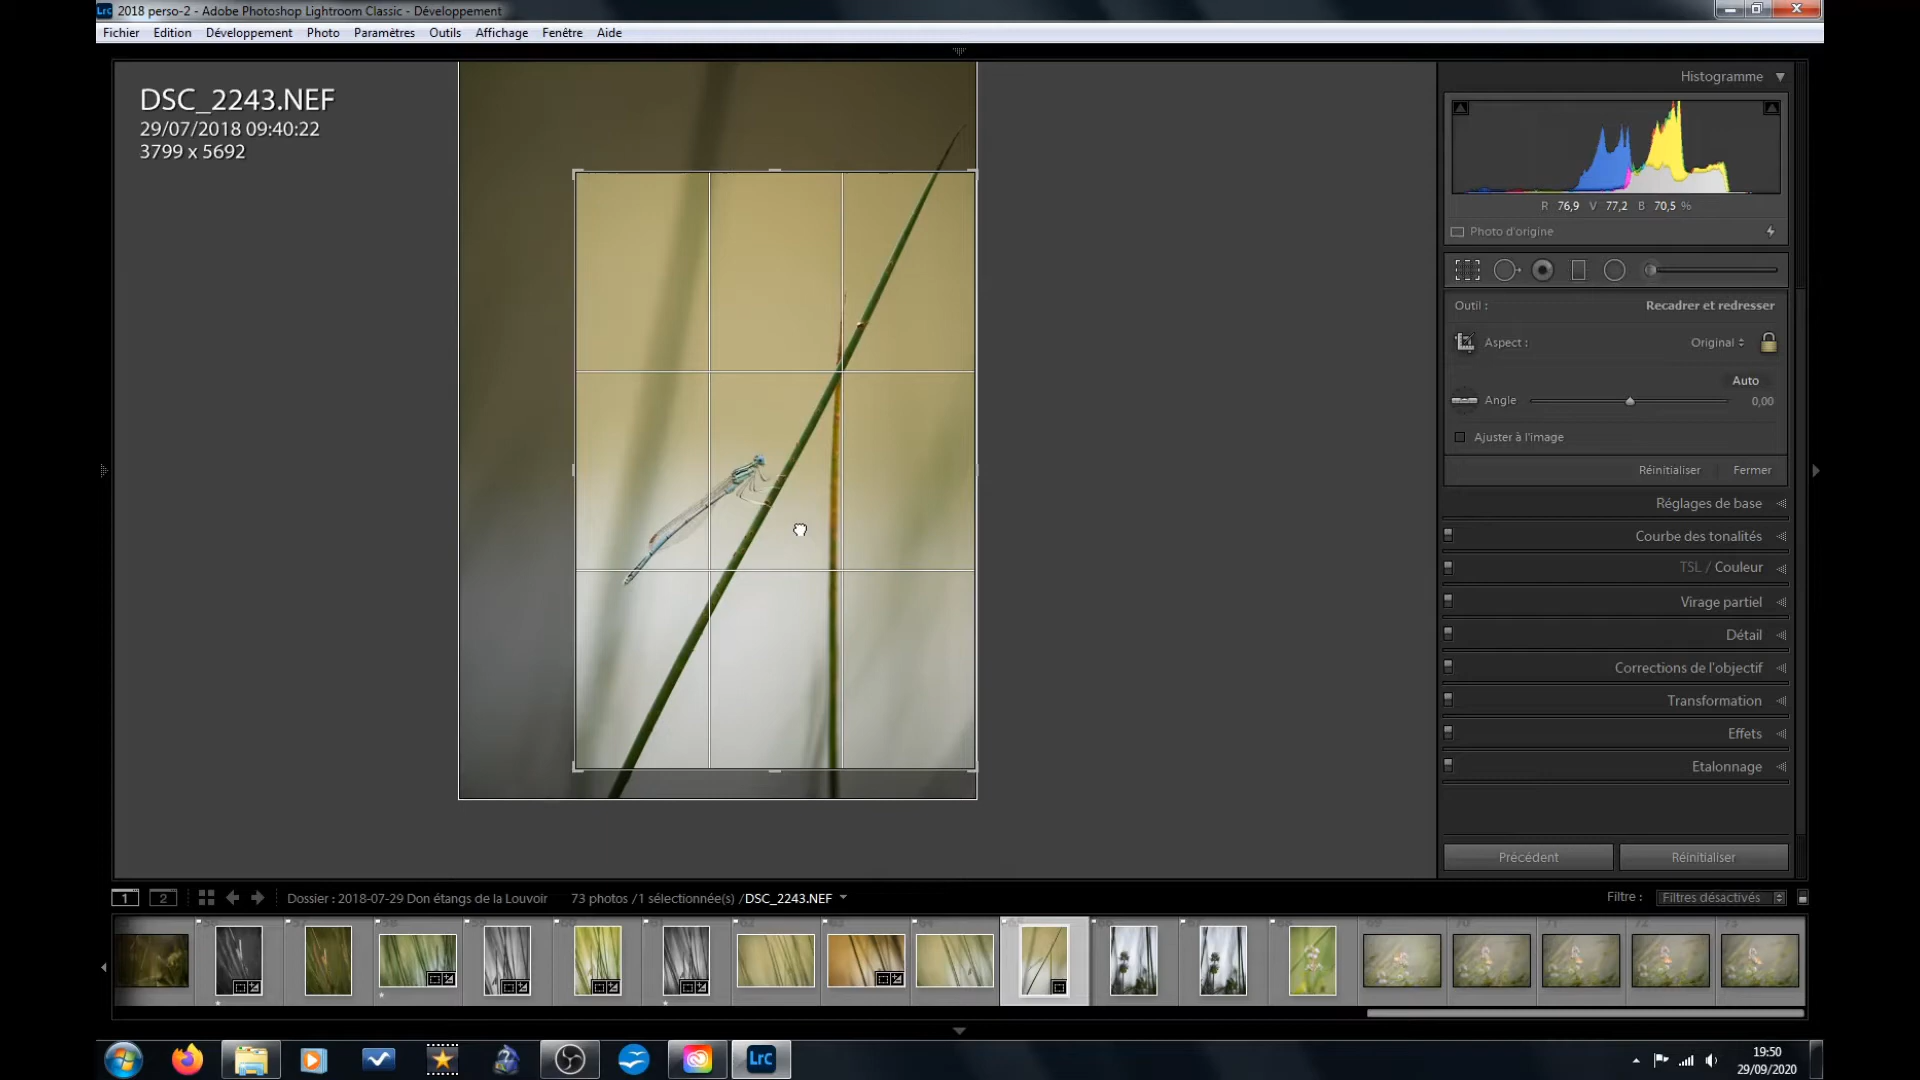 2018 perso-2 - Adobe Photoshop Lightroom Classic - Développement
Fichier Edition Développement Photo Paramètres Outils Affichage Fenêtre Aide
DSC_2243.NEF
29/07/2018 09:40:22
3799 x 5692
Histogramme
R 76,9 V 77,2 B 70,5 %
Photo d'origine
Outil : Recadrer et redresser
Aspect : Original
Auto
Angle 0,00
Ajuster à l'image
Réinitialiser Fermer
Réglages de base
Courbe des tonalités
TSL / Couleur
Virage partiel
Détail
Corrections de l'objectif
Transformation
Effets
Etalonnage
Précédent Réinitialiser
1 2 Dossier : 2018-07-29 Don étangs de la Louvoir 73 photos /1 sélectionnée(s) /DSC_2243.NEF Filtre : Filtres désactivés
Lrc
19:50
29/09/2020